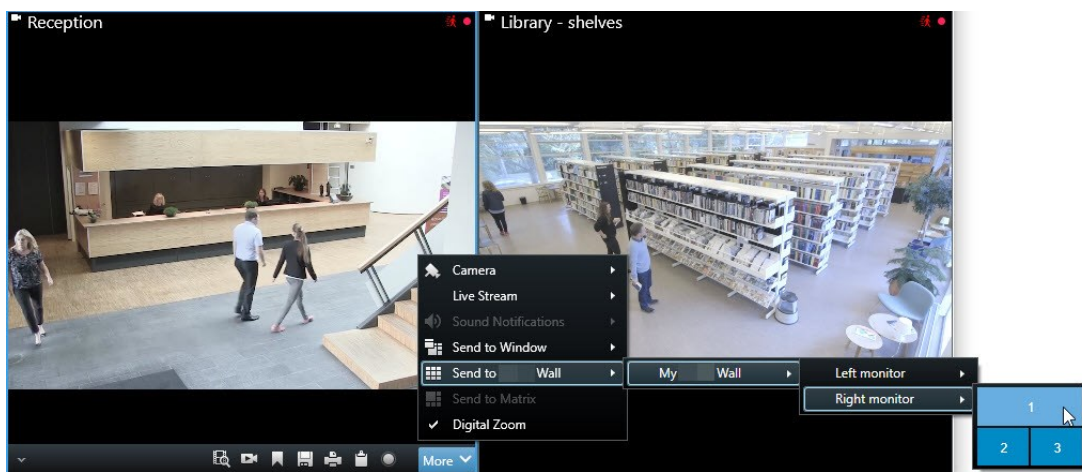 Reception
Library - shelves
Camera
Live Stream
Sound Notifications
Send to Window
Send to Wall
My Wall
Left monitor
Send to Matrix
Right monitor
1
Digital Zoom
2 3
More